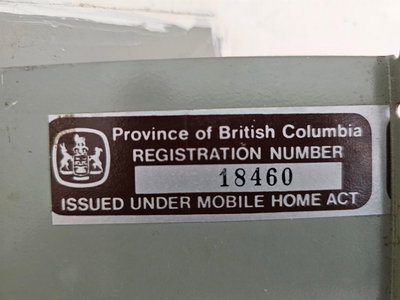 Province of British Columbia
REGISTRATION NUMBER
18460
ISSUED UNDER MOBILE HOME ACT